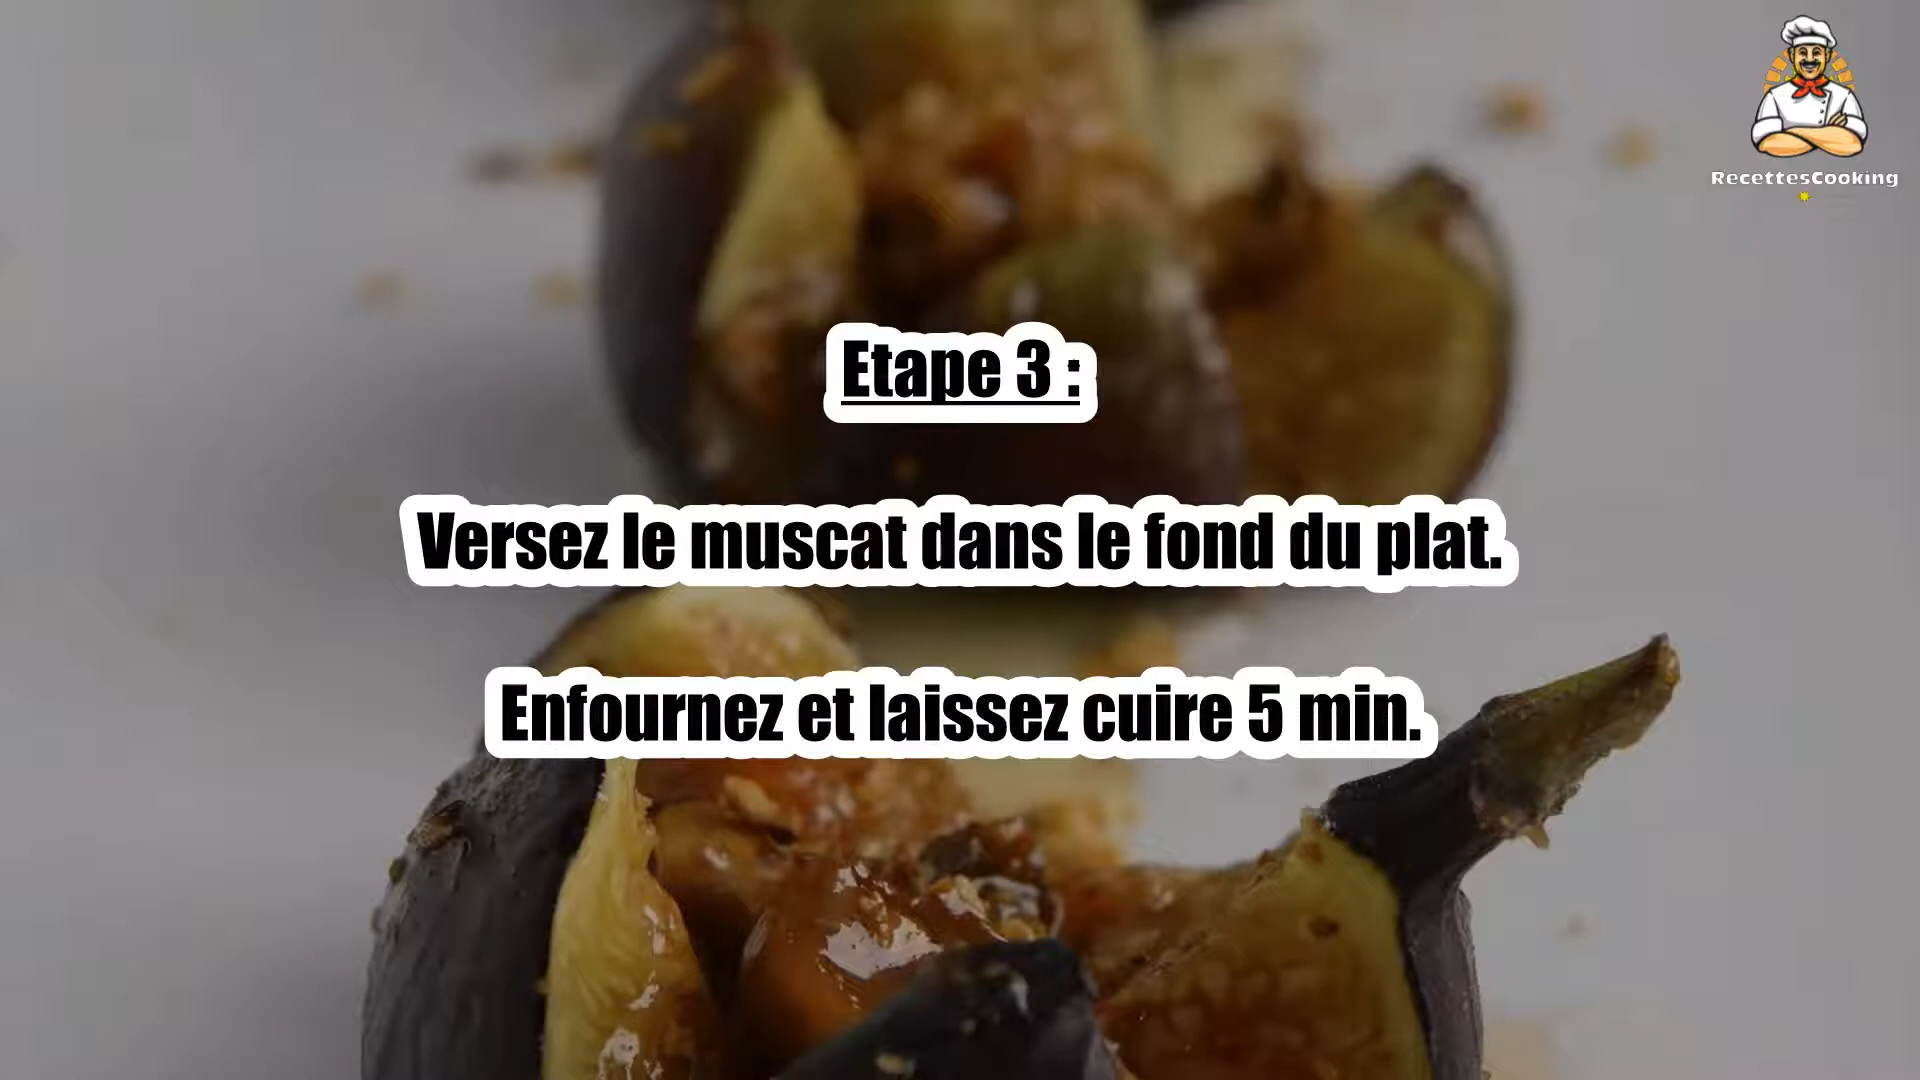 RecettesCooking
Etape 3 :
Versez le muscat dans le fond du plat.
Enfournez et laissez cuire 5 min.